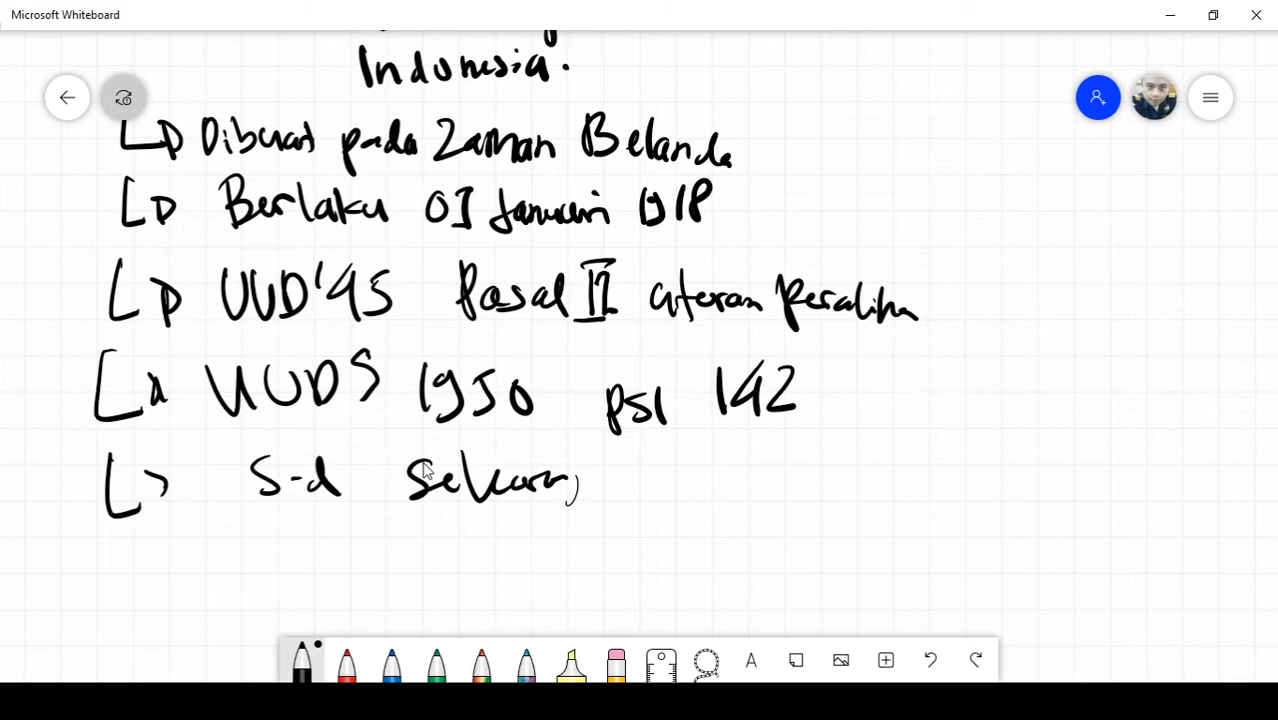 Microsoft Whiteboard
Indonesia.
Dibuat pada Zaman Belanda
Berlaku 01 Januari 1918
UUD'45 Pasal II aturan peralihan
UUDS 1950 psl 142
s-d sekarang